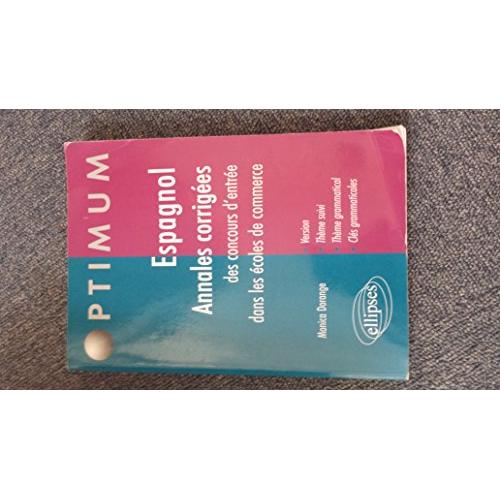 OPTIMUM
Espagnol
Annales corrigées
des concours d'entrée
dans les écoles de commerce
• Version
• Thème suivi
• Thème grammatical
• Clés grammaticales
Monica Dorange
ellipses